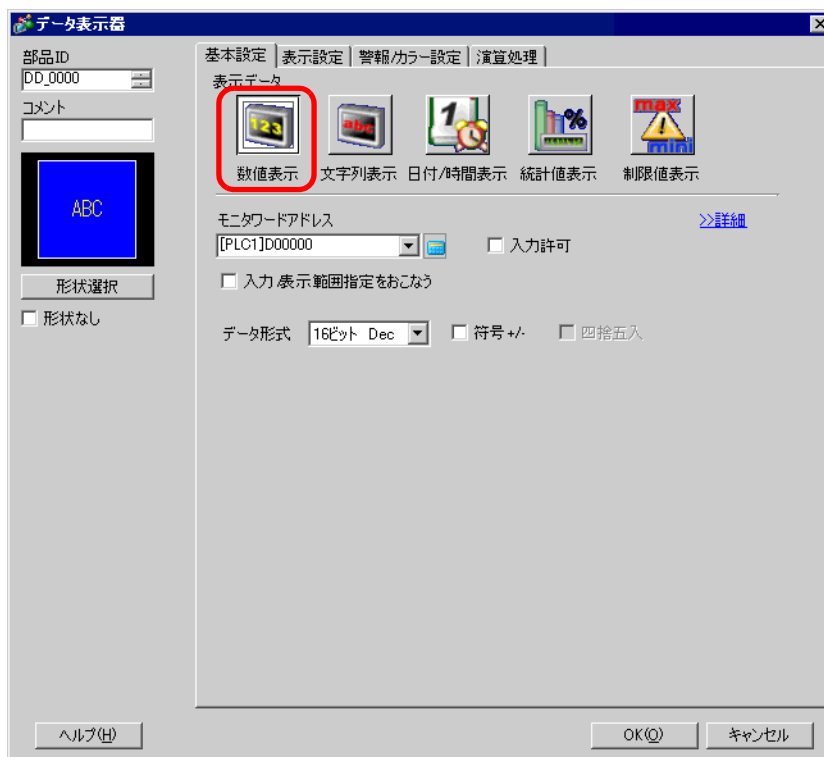 データ表示器
部品ID
DD_0000
コメント
ABC
形状選択
形状なし
基本設定 表示設定 警報/カラー設定 演算処理
表示データ
123 abc 1 % max mini
数値表示 文字列表示 日付/時間表示 統計値表示 制限値表示
モニタワードアドレス >>詳細
[PLC1]D00000 入力許可
入力/表示範囲指定をおこなう
データ形式 16ビット Dec 符号+/- 四捨五入
ヘルプ(H) OK(O) キャンセル